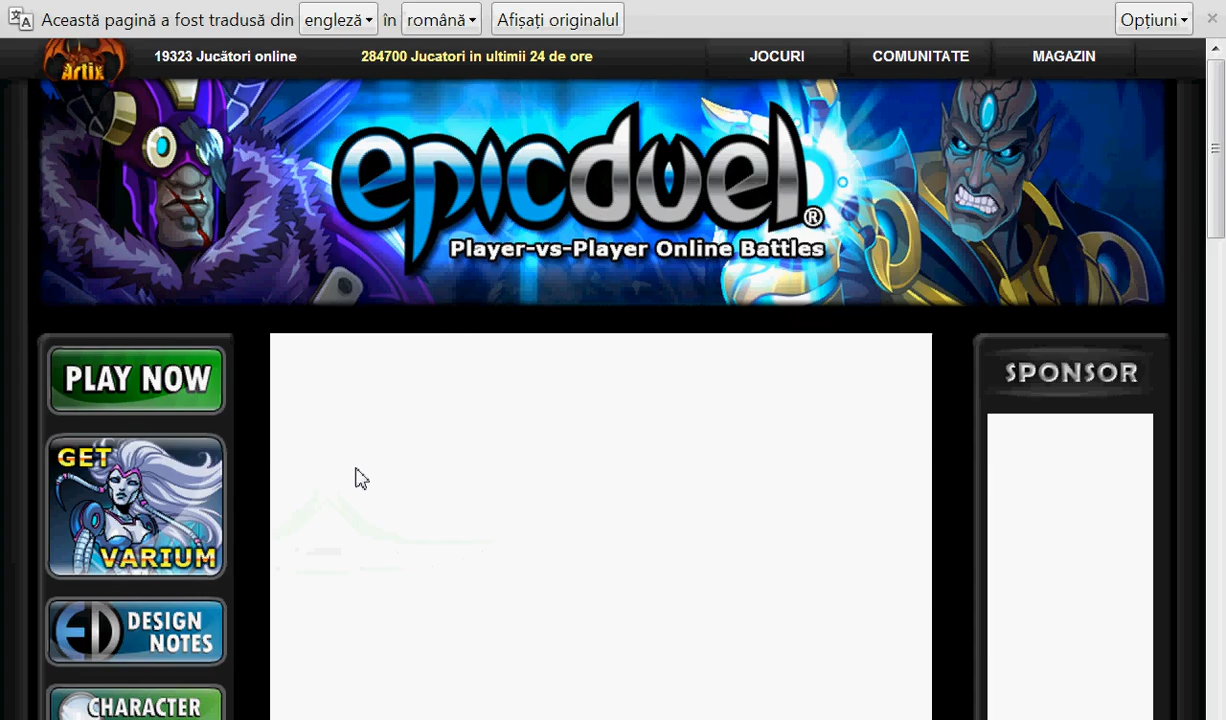 Această pagină a fost tradusă din engleză în română Afișați originalul Opțiuni
Artix 19323 Jucători online 284700 Jucatori in ultimii 24 de ore JOCURI COMUNITATE MAGAZIN
epicduel®
Player-vs-Player Online Battles
PLAY NOW
SPONSOR
GET
VARIUM
ED DESIGN
NOTES
CHARACTER